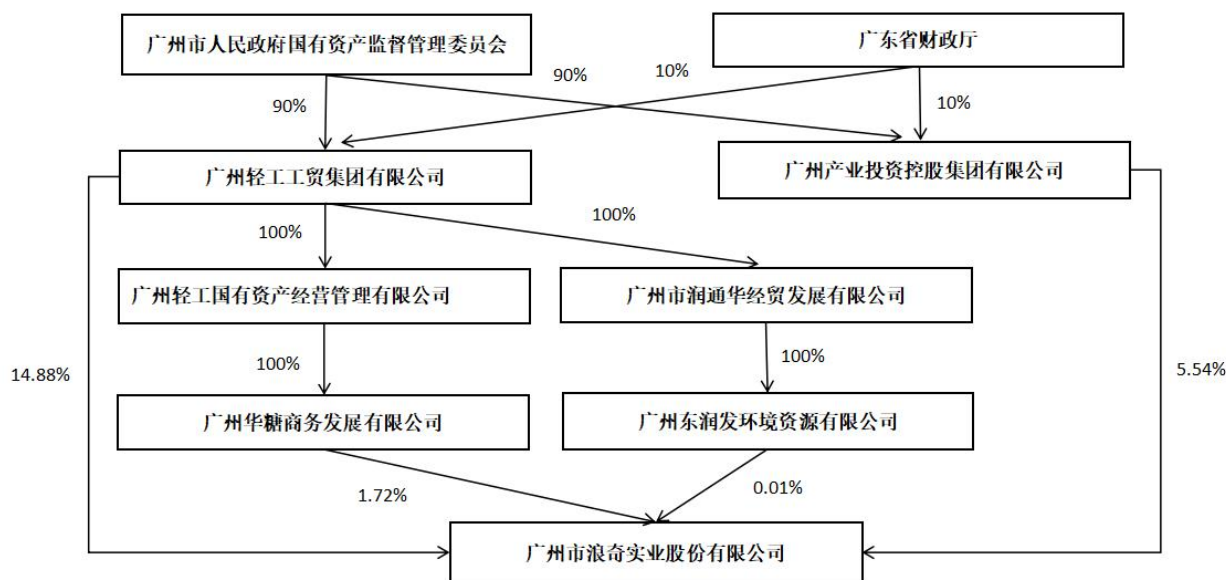 广州市人民政府国有资产监督管理委员会
广东省财政厅
90%
10%
90%
10%
广州轻工工贸集团有限公司
广州产业投资控股集团有限公司
100%
100%
广州轻工国有资产经营管理有限公司
广州市润通华经贸发展有限公司
14.88%
100%
100%
5.54%
广州华糖商务发展有限公司
广州东润发环境资源有限公司
1.72%
0.01%
广州市浪奇实业股份有限公司